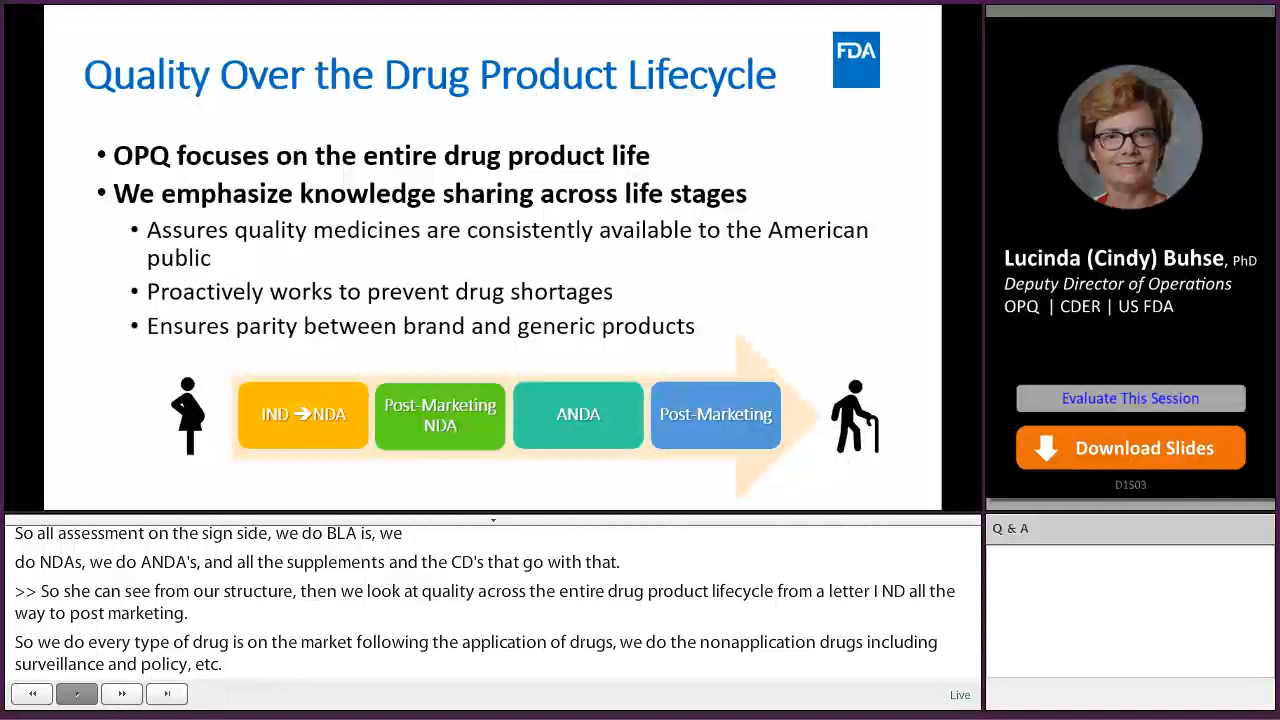 Quality Over the Drug Product Lifecycle
FDA
• OPQ focuses on the entire drug product life
• We emphasize knowledge sharing across life stages
• Assures quality medicines are consistently available to the American
public
• Proactively works to prevent drug shortages
• Ensures parity between brand and generic products
IND ➔NDA
Post-Marketing
NDA
ANDA
Post-Marketing
Lucinda (Cindy) Buhse, PhD
Deputy Director of Operations
OPQ | CDER | US FDA
Evaluate This Session
Download Slides
D1S03
So all assessment on the sign side, we do BLA is, we
do NDAs, we do ANDA's, and all the supplements and the CD's that go with that.
>> So she can see from our structure, then we look at quality across the entire drug product lifecycle from a letter I ND all the
way to post marketing.
So we do every type of drug is on the market following the application of drugs, we do the nonapplication drugs including
surveillance and policy, etc.
Live
Q & A